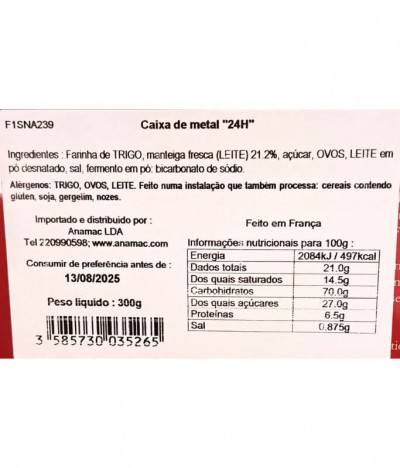 F1SNA239
Caixa de metal "24H"
Ingredientes : Farinha de TRIGO, manteiga fresca (LEITE) 21.2%, açúcar, OVOS, LEITE em
pó desnatado, sal, fermento em pó: bicarbonato de sódio.
Alérgenos: TRIGO, OVOS, LEITE. Feito numa instalação que também processa: cereais contendo
gluten, soja, gergelim, nozes.
Importado e distribuido por :
Anamac LDA
Tel 220990598; www.anamac.com
Consumir de preferência antes de :
13/08/2025
Peso liquido : 300g
3 585730 035265
Feito em França
Informações nutricionais para 100g :
Energia 2084kJ / 497kcal
Dados totais 21.0g
Dos quais saturados 14.5g
Carbohidratos 70.0g
Dos quais açúcares 27.0g
Proteínas 6.5g
Sal 0.875g